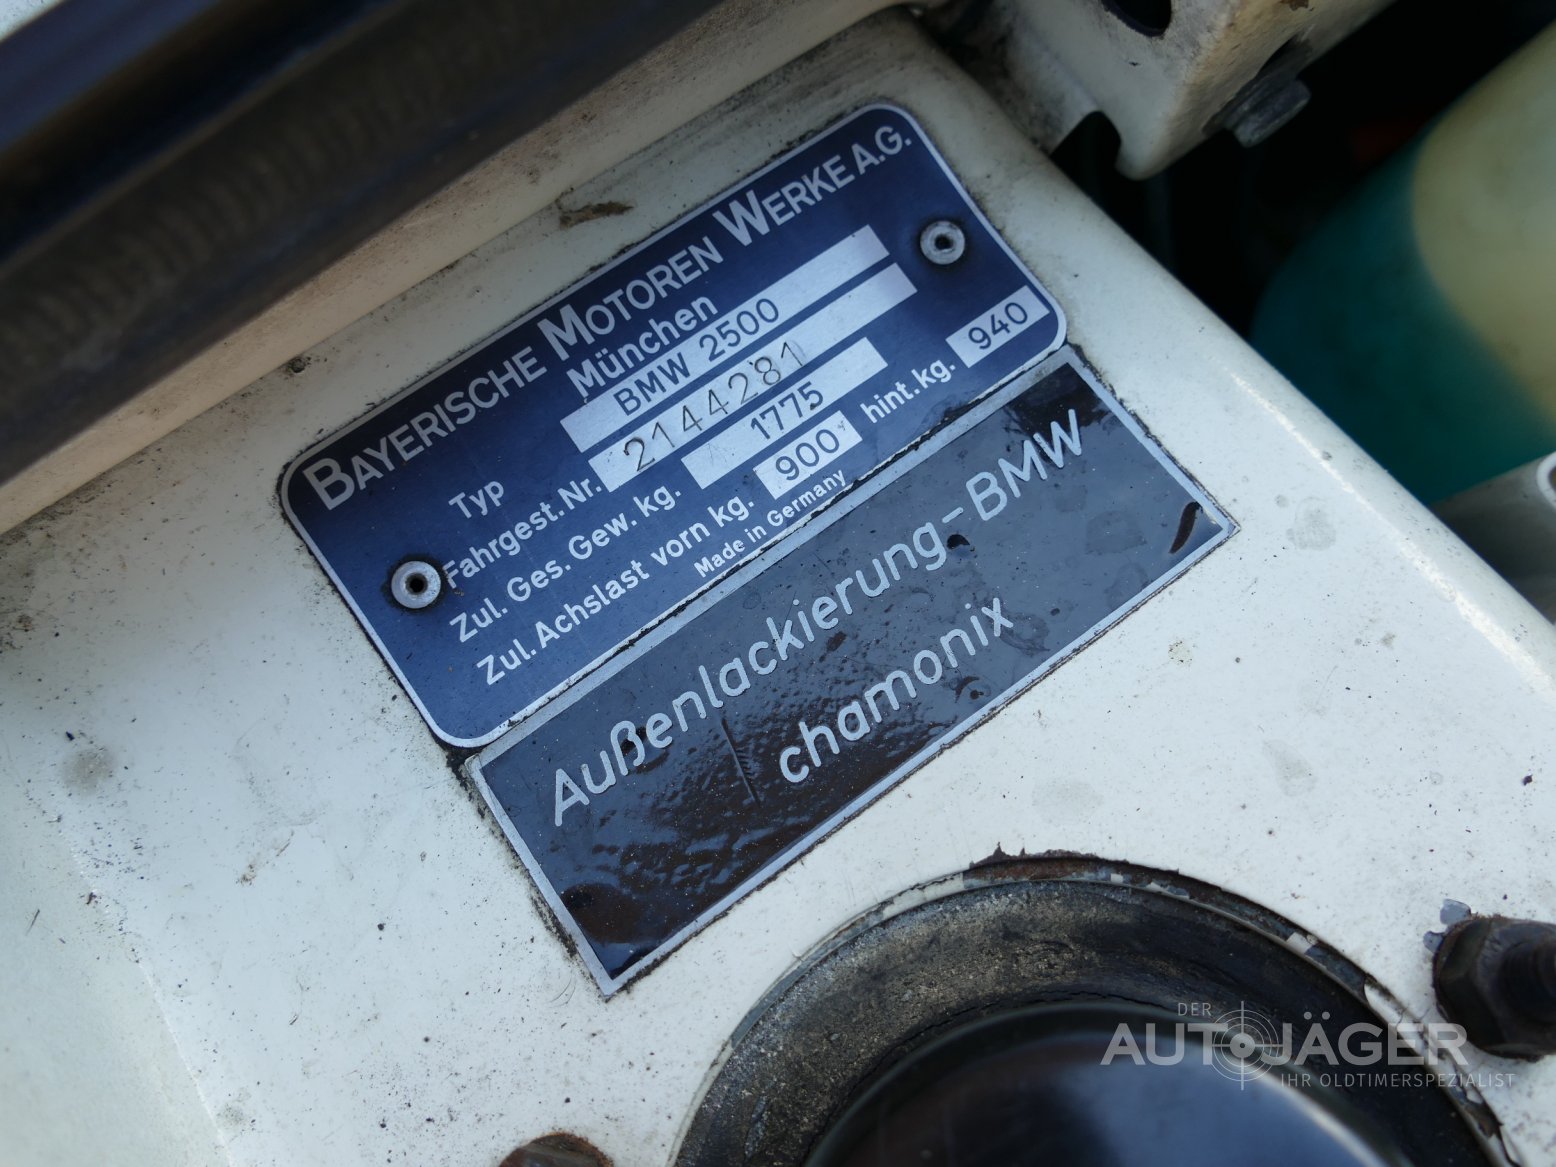 BAYERISCHE MOTOREN WERKE A.G.
München
Typ BMW 2500
Fahrgest. Nr. 2144281
Zul. Ges. Gew. kg. 1775
Zul. Achslast vorn kg. 900 hint. kg. 940
Made in Germany
Außenlackierung-BMW
chamonix
DER
AUTOJÄGER
IHR OLDTIMERSPEZIALIST